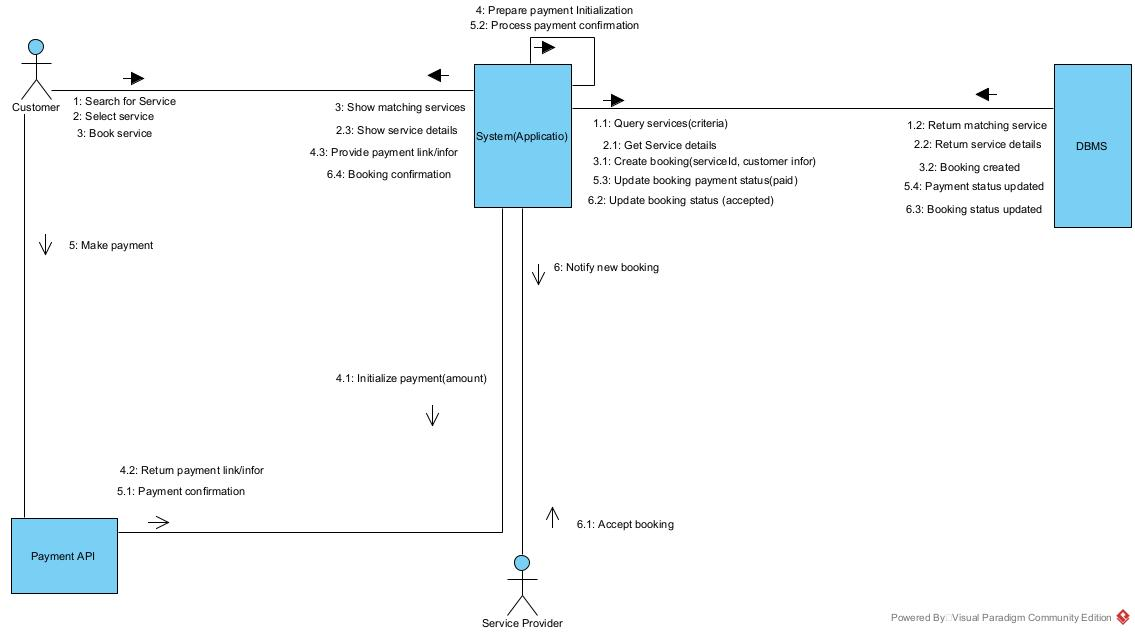 4: Prepare payment Initialization
5.2: Process payment confirmation
Customer
1: Search for Service
2: Select service
3: Book service
3: Show matching services
2.3: Show service details
4.3: Provide payment link/infor
6.4: Booking confirmation
System(Applicatio)
1.1: Query services(criteria)
2.1: Get Service details
3.1: Create booking(serviceId, customer infor)
5.3: Update booking payment status(paid)
6.2: Update booking status (accepted)
1.2: Return matching service
2.2: Return service details
3.2: Booking created
5.4: Payment status updated
6.3: Booking status updated
DBMS
5: Make payment
6: Notify new booking
4.1: Initialize payment(amount)
4.2: Return payment link/infor
5.1: Payment confirmation
6.1: Accept booking
Payment API
Service Provider
Powered By Visual Paradigm Community Edition